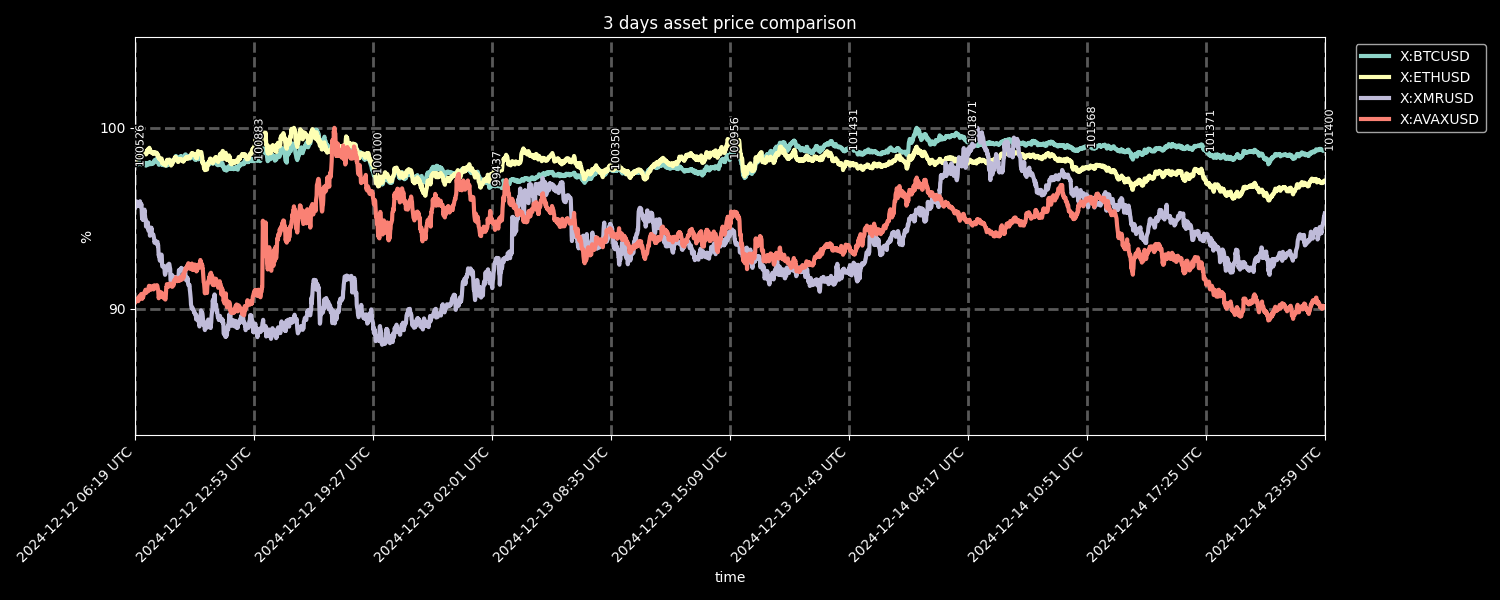 3 days asset price comparison
X:BTCUSD
X:ETHUSD
X:XMRUSD
X:AVAXUSD
100
90
%
100526
100883
100100
99437
100350
100956
101431
101871
101568
101371
101400
2024-12-12 06:19 UTC
2024-12-12 12:53 UTC
2024-12-12 19:27 UTC
2024-12-13 02:01 UTC
2024-12-13 08:35 UTC
2024-12-13 15:09 UTC
2024-12-13 21:43 UTC
2024-12-14 04:17 UTC
2024-12-14 10:51 UTC
2024-12-14 17:25 UTC
2024-12-14 23:59 UTC
time